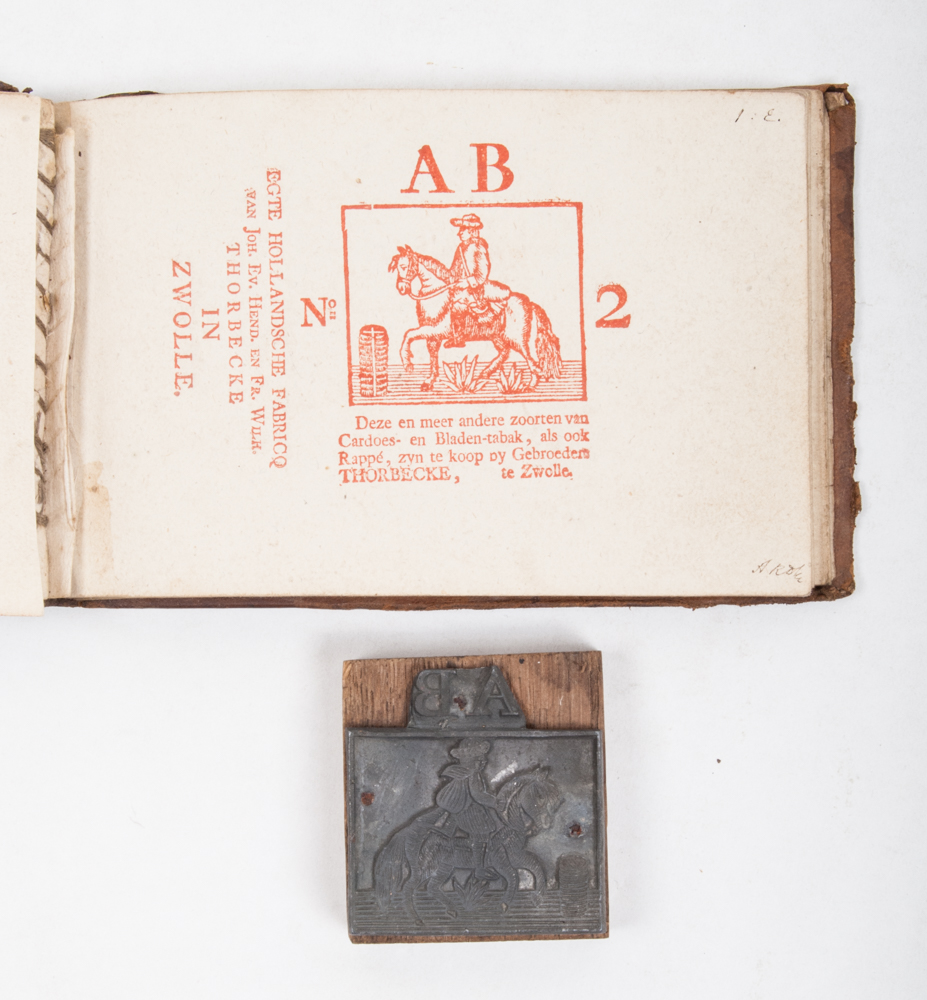 1 : E.
A B
EGTE HOLLANDSCHE FABRICQ
VAN JOH. EV. HEND. EN FR. WILH.
THORBECKE
IN
ZWOLLE.
No. 2
Deze en meer andere zoorten van
Cardoes- en Bladen-tabak, als ook
Rappé, zyn te koop by Gebroeders
THORBECKE, te Zwolle.
AB